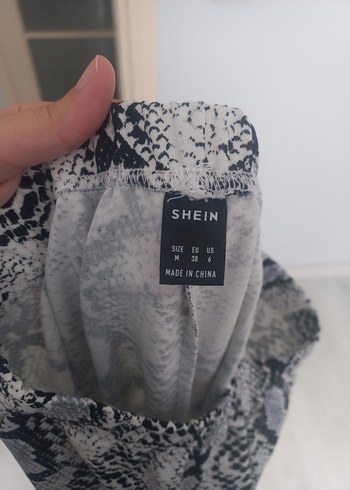 SHEIN
SIZE EU US
M 38 6
MADE IN CHINA